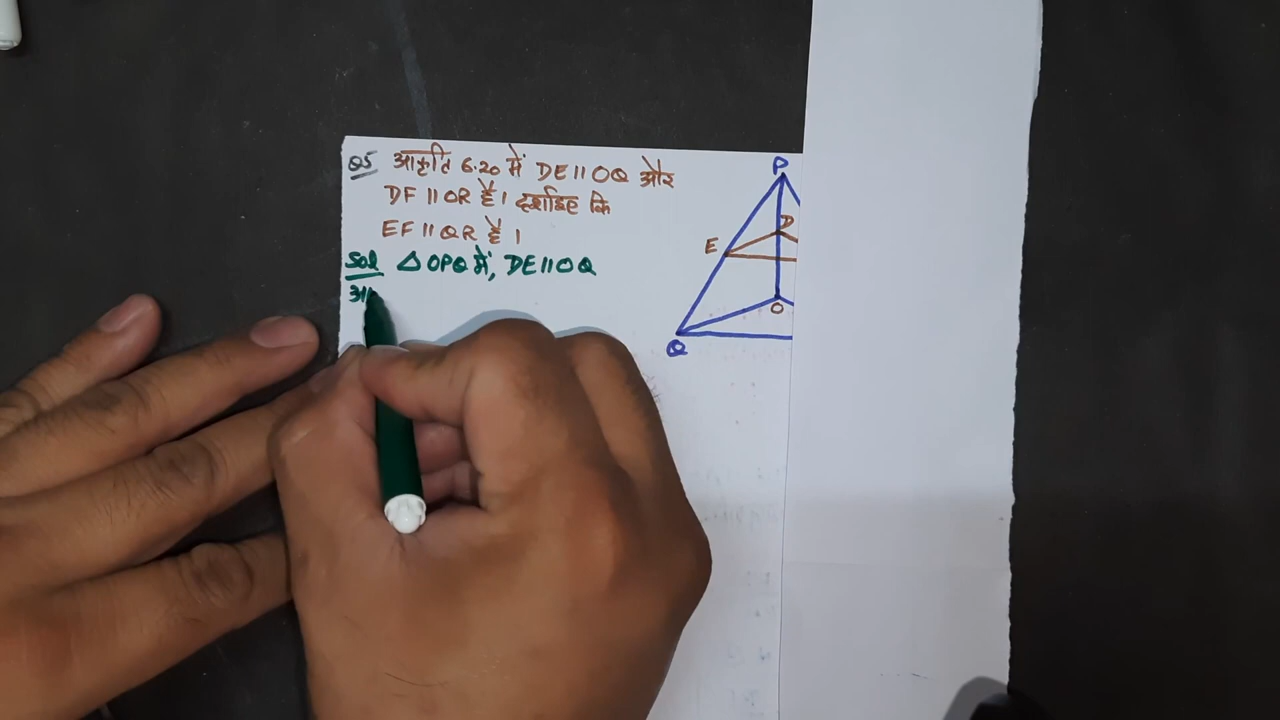 Q5 आकृति 6.20 में DE || OQ और
DF || OR है। दर्शाइए कि
EF || QR है।
Sol △ OPQ में, DE || OQ
P
D
E
O
Q